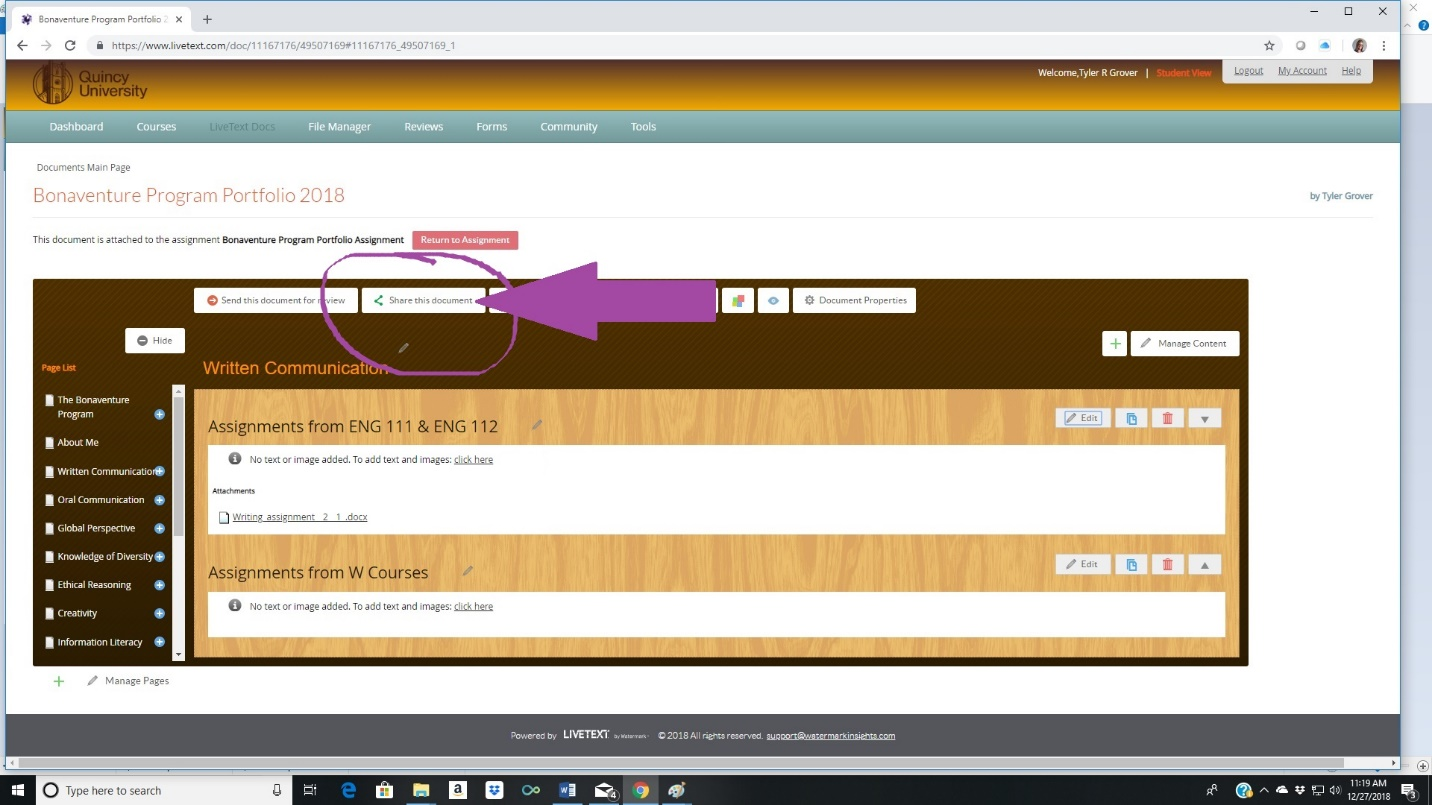 Bonaventure Program Portfolio 2
https://www.livetext.com/doc/11167176/49507169#11167176_49507169_1
Quincy
University
Welcome,Tyler R Grover | Student View
Logout My Account Help
Dashboard Courses LiveText Docs File Manager Reviews Forms Community Tools
Documents Main Page
Bonaventure Program Portfolio 2018
by Tyler Grover
This document is attached to the assignment Bonaventure Program Portfolio Assignment Return to Assignment
Send this document for review Share this document Document Properties
Hide
Manage Content
Page List
Written Communication
The Bonaventure
Program
About Me
Written Communication
Oral Communication
Global Perspective
Knowledge of Diversity
Ethical Reasoning
Creativity
Information Literacy
Assignments from ENG 111 & ENG 112
Edit
No text or image added. To add text and images: click here
Attachments
Writing_assignment__2__1_.docx
Assignments from W Courses
Edit
No text or image added. To add text and images: click here
Manage Pages
Powered by LIVETEXT by Watermark © 2018 All rights reserved. support@watermarkinsights.com
Type here to search
4
11:19 AM
12/27/2018
3